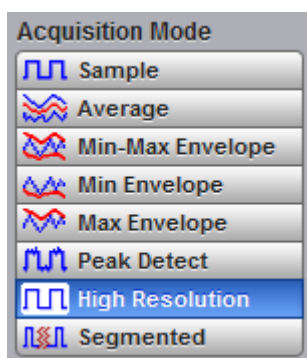 Acquisition Mode
Sample
Average
Min-Max Envelope
Min Envelope
Max Envelope
Peak Detect
High Resolution
Segmented